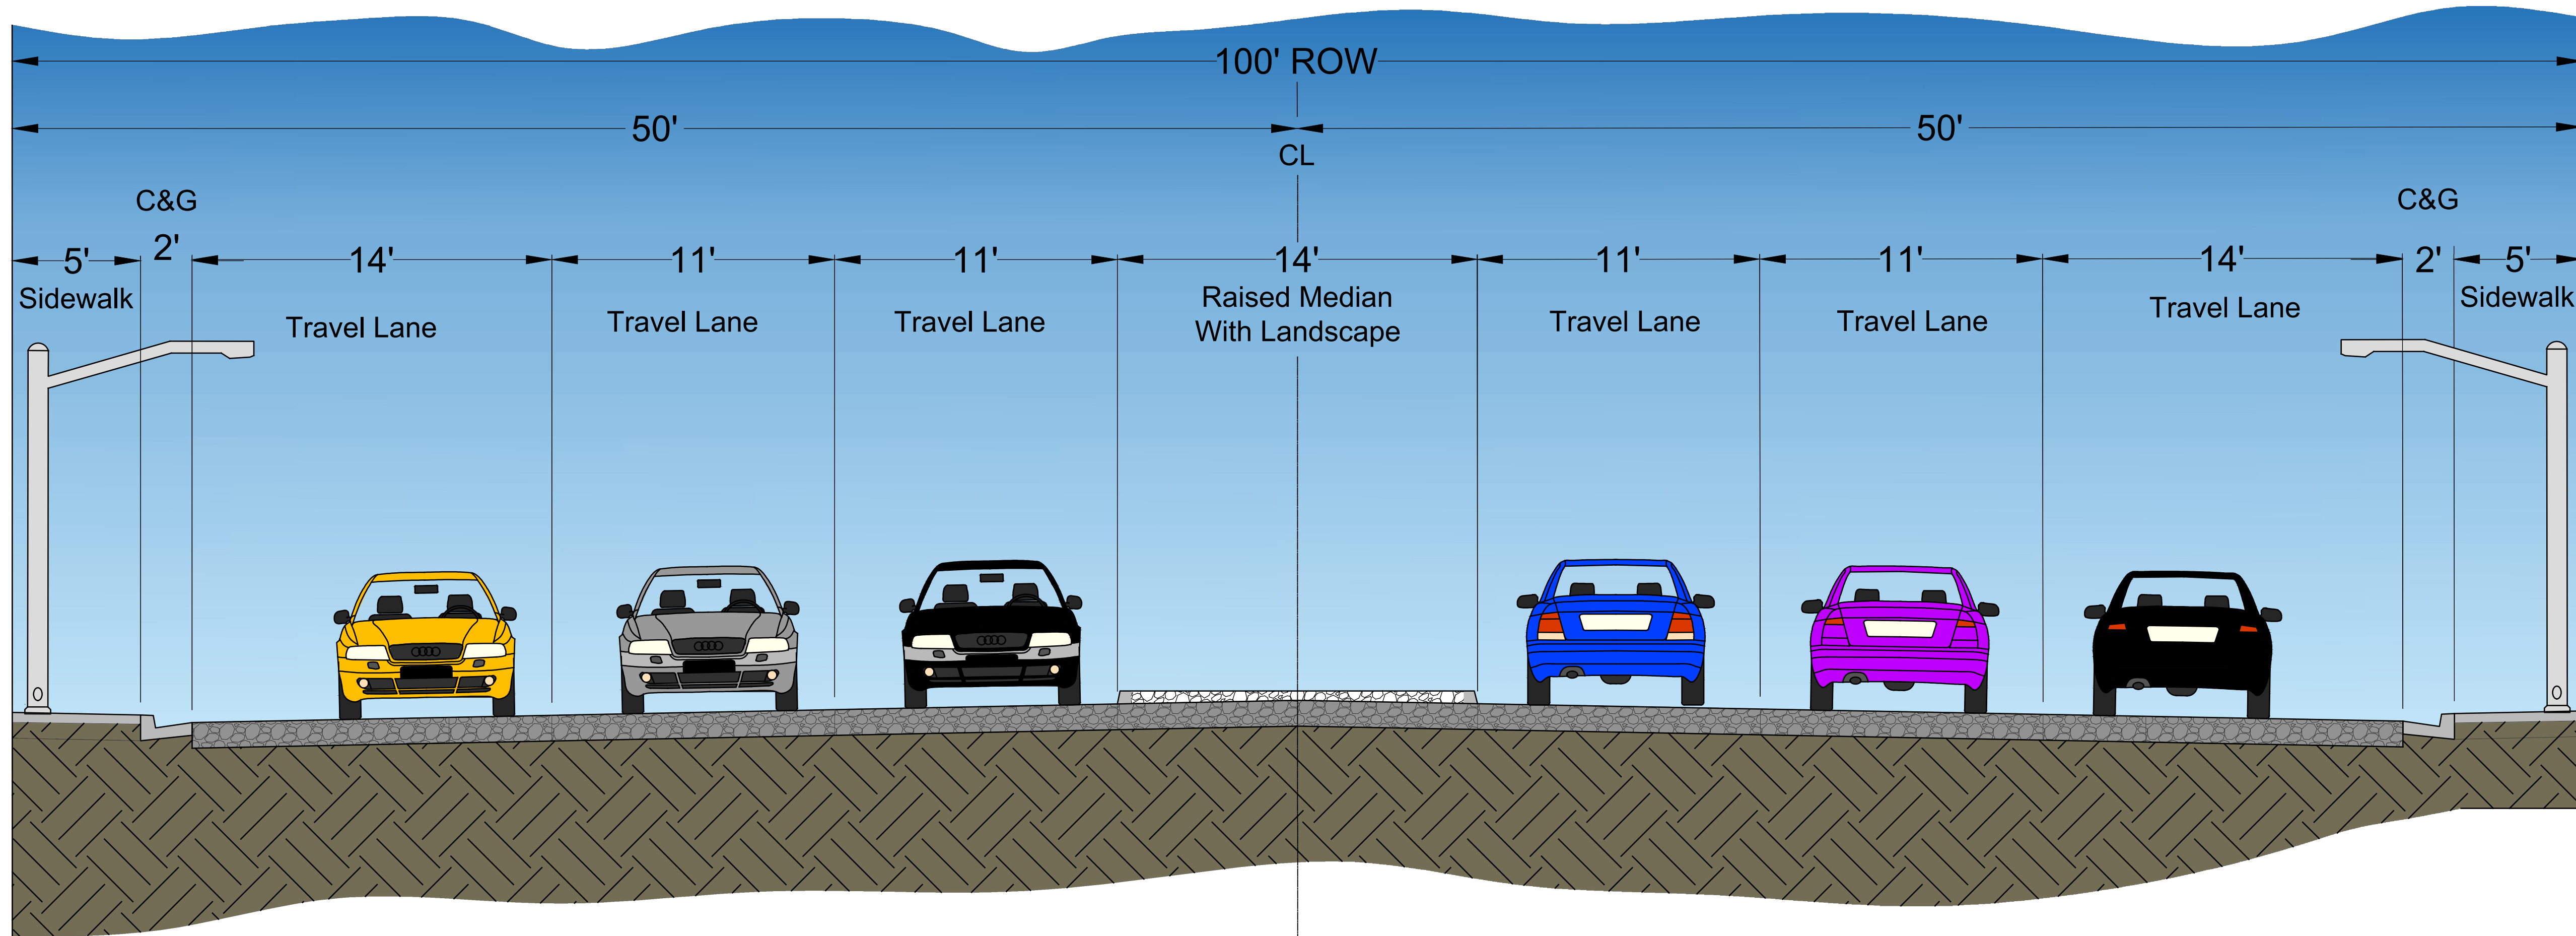 100' ROW
50' 50'
CL
C&G C&G
5' 2' 14' 11' 11' 14' 11' 11' 14' 2' 5'
Sidewalk Travel Lane Travel Lane Travel Lane Raised Median Travel Lane Travel Lane Travel Lane Sidewalk
With Landscape